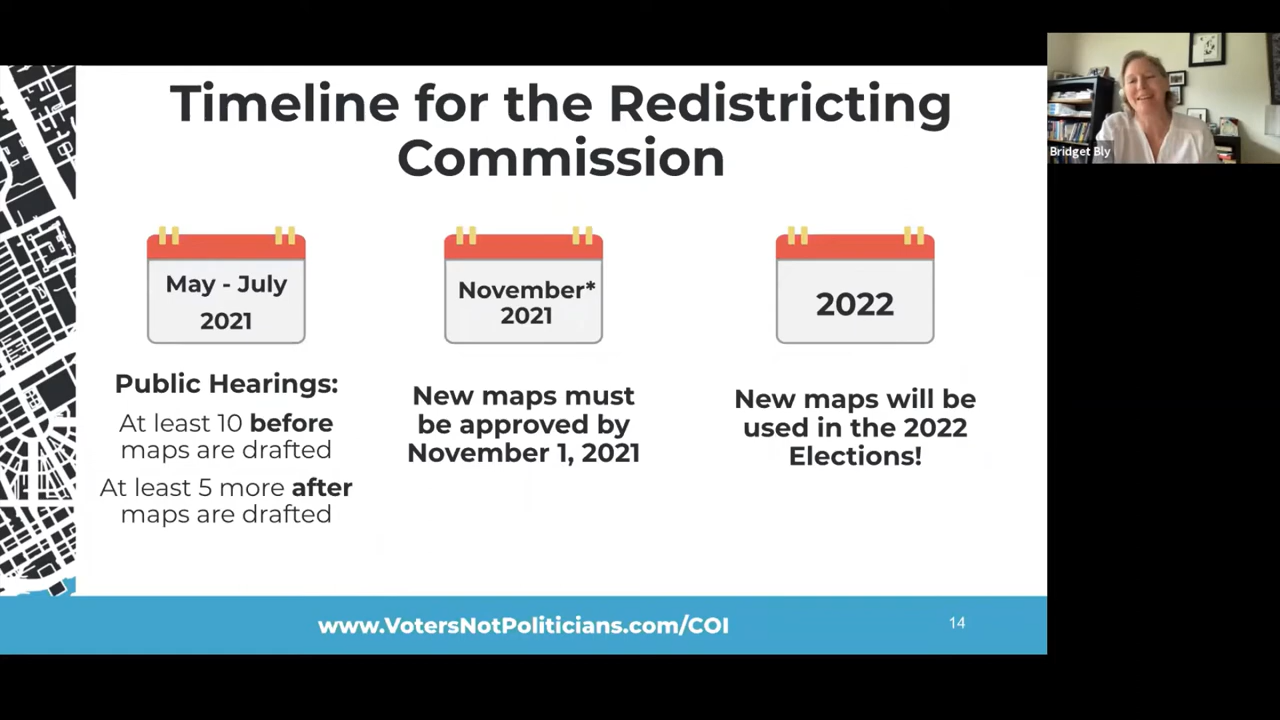 Timeline for the Redistricting
Commission
Bridget Bly
May - July
2021
Public Hearings:
At least 10 before
maps are drafted
At least 5 more after
maps are drafted
November*
2021
New maps must
be approved by
November 1, 2021
2022
New maps will be
used in the 2022
Elections!
www.VotersNotPoliticians.com/COI
14